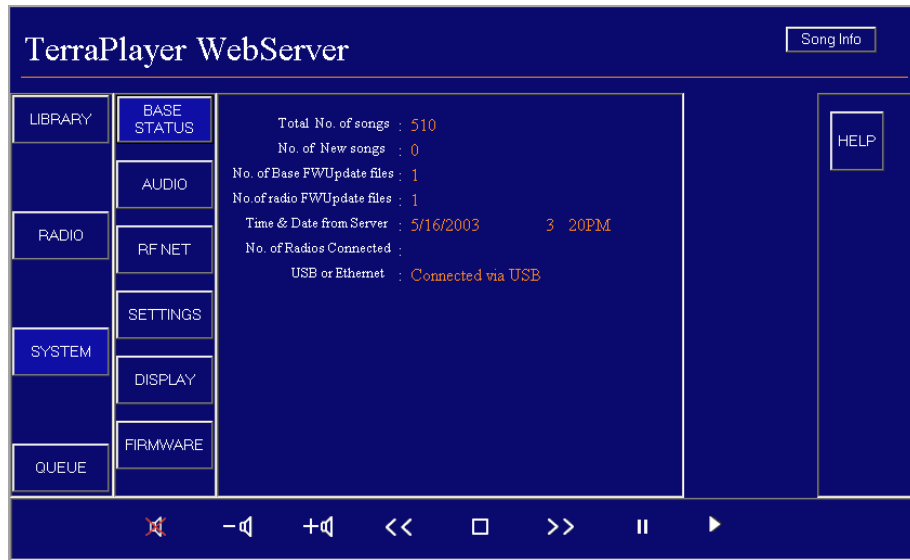 TerraPlayer WebServer
Song Info
LIBRARY
RADIO
SYSTEM
QUEUE
BASE
STATUS
AUDIO
RF NET
SETTINGS
DISPLAY
FIRMWARE
Total No. of songs : 510
No. of New songs : 0
No. of Base FWUpdate files : 1
No.of radio FWUpdate files : 1
Time & Date from Server : 5/16/2003 3 20PM
No. of Radios Connected :
USB or Ethernet : Connected via USB
HELP
− +
<< >>